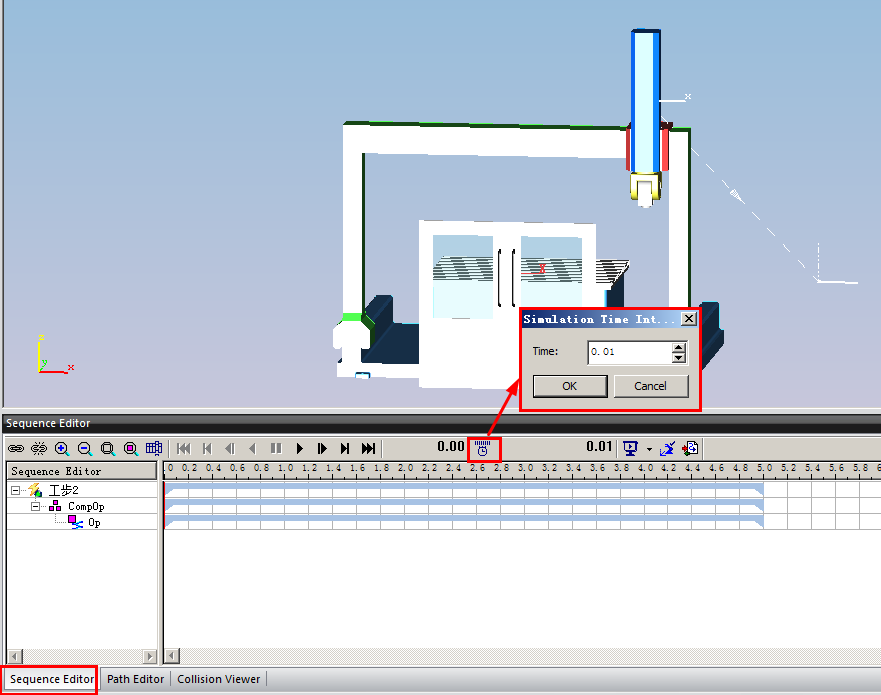 x
X
Simulation Time Int...
Time:
0.01
OK
Cancel
z
y
x
Sequence Editor
0.00
0.01
Sequence Editor
0 0.2 0.4 0.6 0.8 1.0 1.2 1.4 1.6 1.8 2.0 2.2 2.4 2.6 2.8 3.0 3.2 3.4 3.6 3.8 4.0 4.2 4.4 4.6 4.8 5.0 5.2 5.4 5.6 5.8 6
工步2
CompOp
Op
Sequence Editor
Path Editor
Collision Viewer